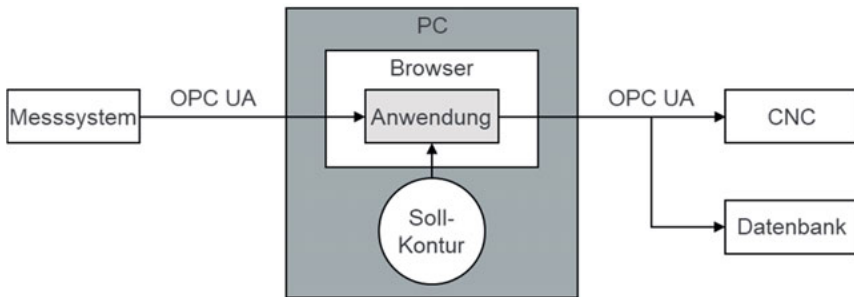 PC
Browser
OPC UA
OPC UA
Messsystem
Anwendung
CNC
Soll-
Kontur
Datenbank